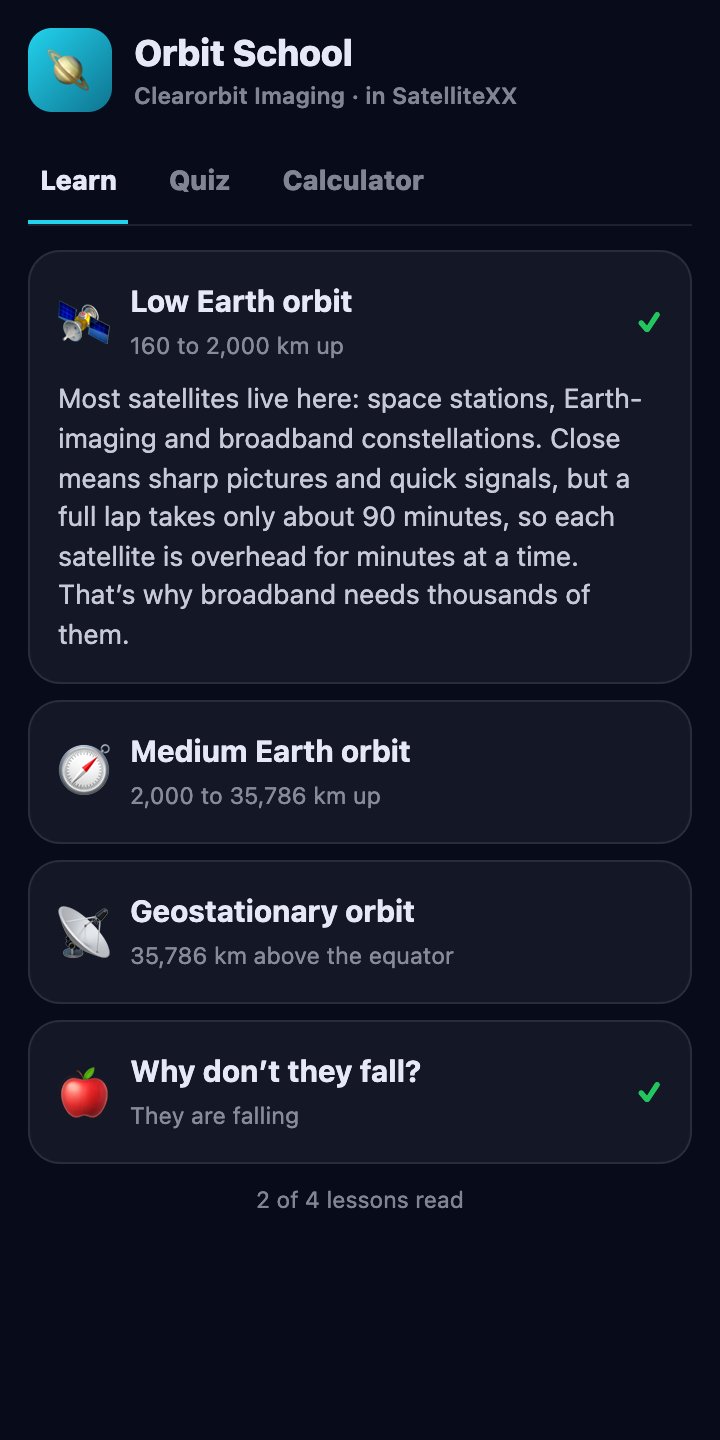 Orbit School
Clearorbit Imaging · in SatelliteXX
Learn
Quiz
Calculator
Low Earth orbit
160 to 2,000 km up
Most satellites live here: space stations, Earth-
imaging and broadband constellations. Close
means sharp pictures and quick signals, but a
full lap takes only about 90 minutes, so each
satellite is overhead for minutes at a time.
That’s why broadband needs thousands of
them.
Medium Earth orbit
2,000 to 35,786 km up
Geostationary orbit
35,786 km above the equator
Why don’t they fall?
They are falling
2 of 4 lessons read